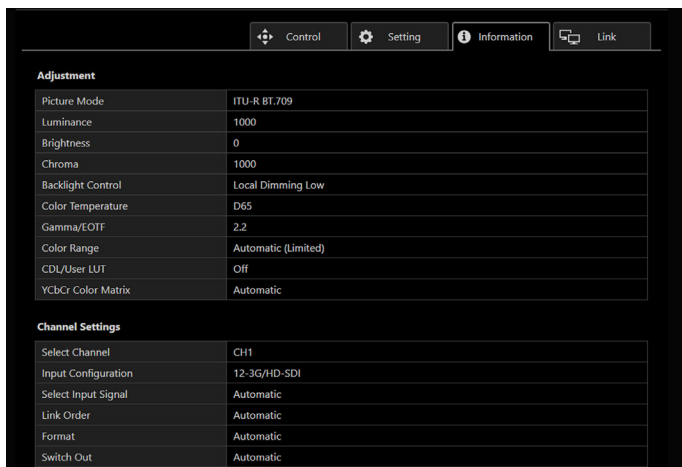 Control Setting Information Link
Adjustment
Picture Mode ITU-R BT.709
Luminance 1000
Brightness 0
Chroma 1000
Backlight Control Local Dimming Low
Color Temperature D65
Gamma/EOTF 2.2
Color Range Automatic (Limited)
CDL/User LUT Off
YCbCr Color Matrix Automatic
Channel Settings
Select Channel CH1
Input Configuration 12-3G/HD-SDI
Select Input Signal Automatic
Link Order Automatic
Format Automatic
Switch Out Automatic